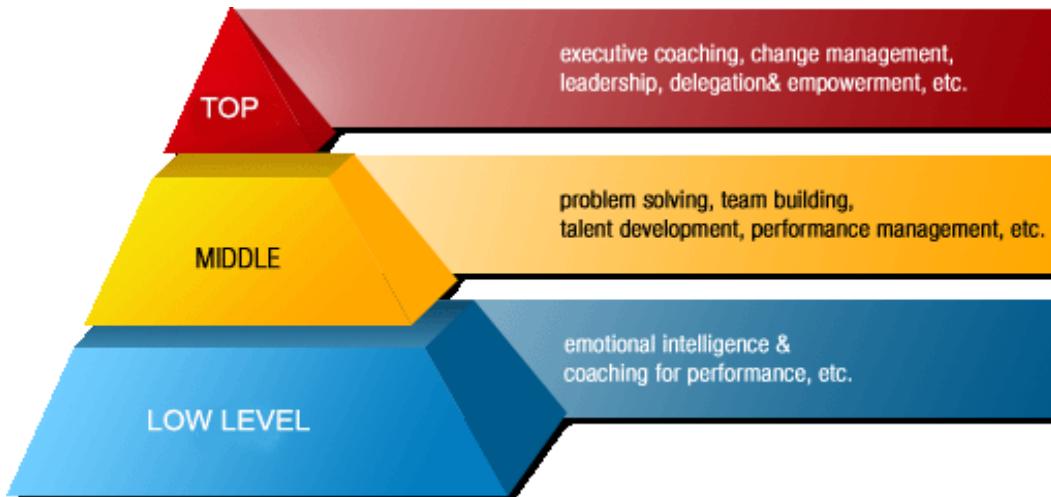 TOP
executive coaching, change management,
leadership, delegation& empowerment, etc.
MIDDLE
problem solving, team building,
talent development, performance management, etc.
LOW LEVEL
emotional intelligence &
coaching for performance, etc.